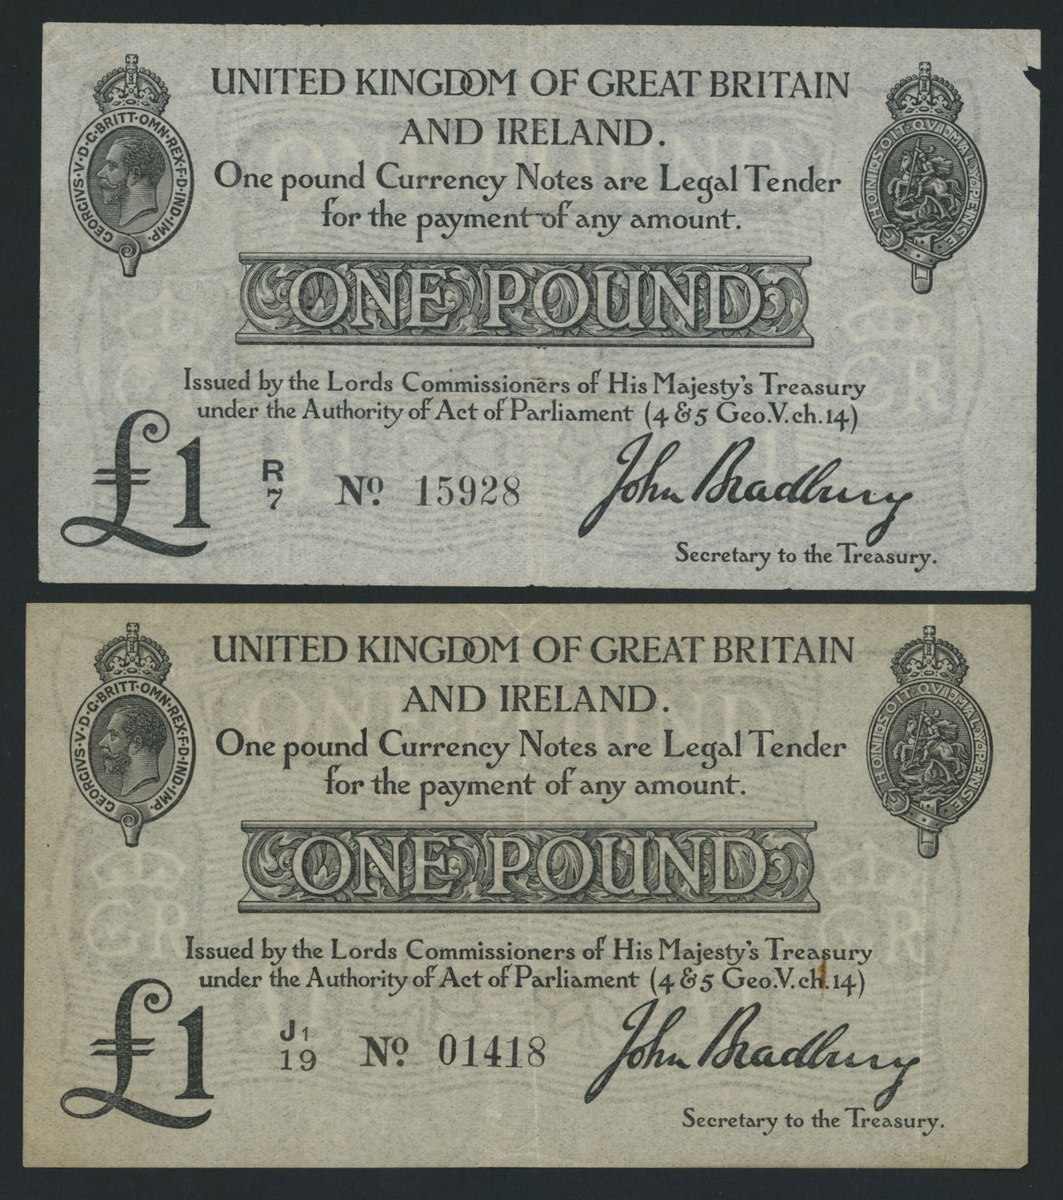 UNITED KINGDOM OF GREAT BRITAIN
AND IRELAND.
One pound Currency Notes are Legal Tender
for the payment of any amount.
GEORGIVS·V·D·G·BRITT·OMN·REX·F·D·IND·IMP·
HONI·SOIT·QVI·MAL·Y·PENSE
ONE POUND
Issued by the Lords Commissioners of His Majesty's Treasury
under the Authority of Act of Parliament (4 & 5 Geo.V. ch.14)
£1
R
7
No. 15928
John Bradbury
Secretary to the Treasury.
UNITED KINGDOM OF GREAT BRITAIN
AND IRELAND.
One pound Currency Notes are Legal Tender
for the payment of any amount.
GEORGIVS·V·D·G·BRITT·OMN·REX·F·D·IND·IMP·
HONI·SOIT·QVI·MAL·Y·PENSE
ONE POUND
Issued by the Lords Commissioners of His Majesty's Treasury
under the Authority of Act of Parliament (4 & 5 Geo.V. ch.14)
GR
GR
£1
J1
19
No. 01418
John Bradbury
Secretary to the Treasury.